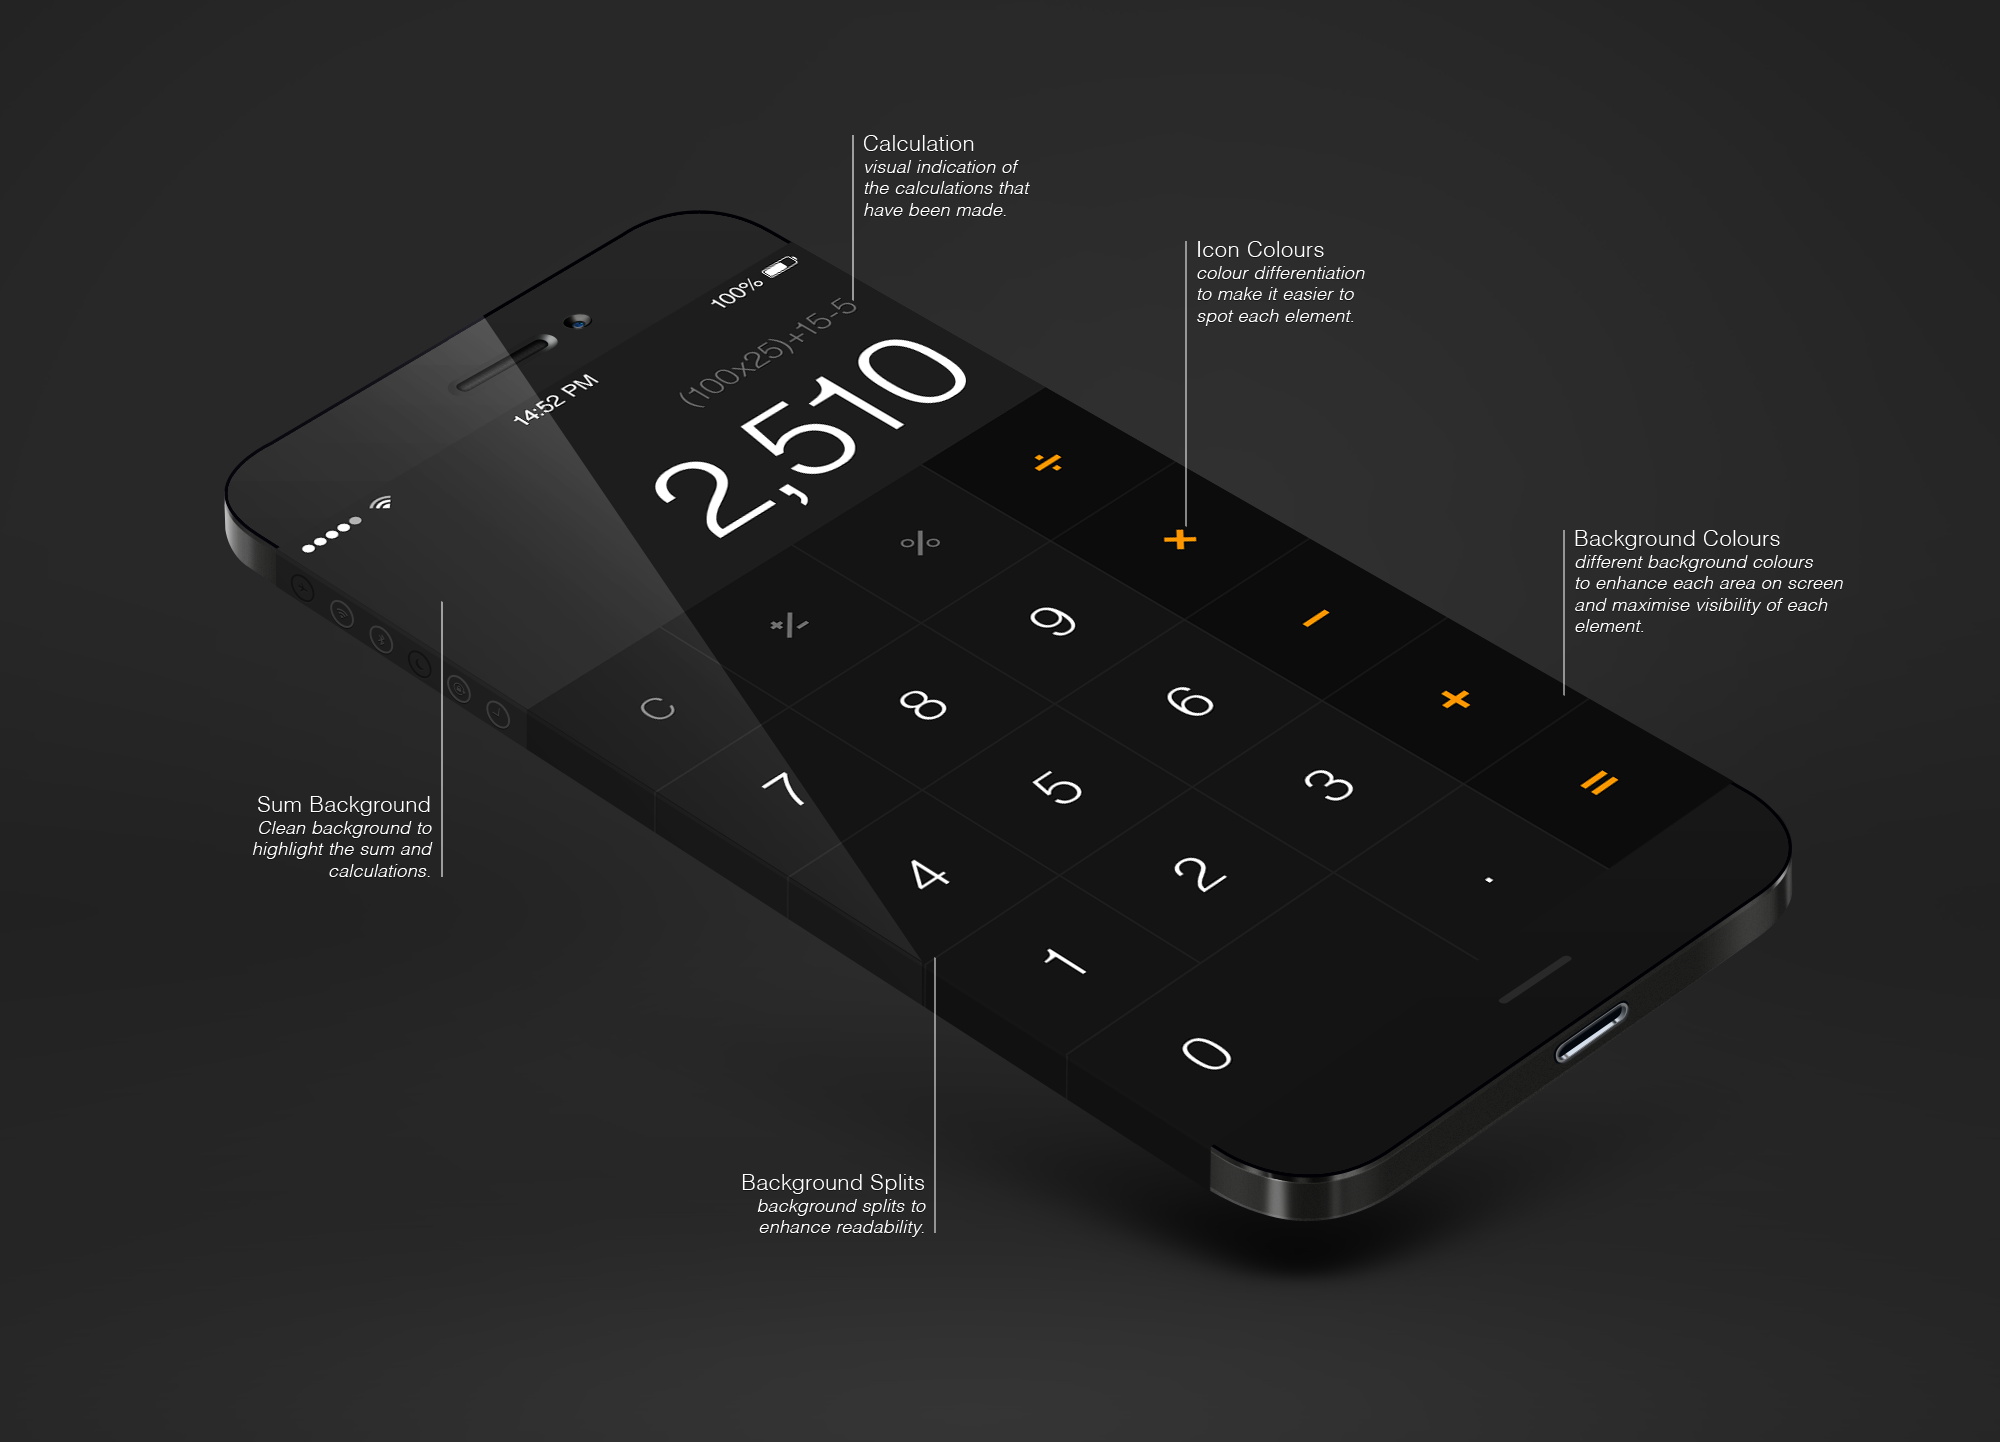 Calculation
visual indication of
the calculations that
have been made.
Icon Colours
colour differentiation
to make it easier to
spot each element.
Background Colours
different background colours
to enhance each area on screen
and maximise visibility of each
element.
Sum Background
Clean background to
highlight the sum and
calculations.
Background Splits
background splits to
enhance readability.
14:52 PM
100%
(100x25)+15-5
2,510
C +|- %
÷
7 8 9 +
4 5 6 −
1 2 3 ×
0 . =